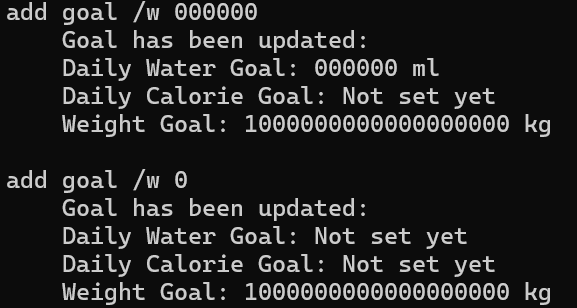 add goal /w 000000
Goal has been updated:
Daily Water Goal: 000000 ml
Daily Calorie Goal: Not set yet
Weight Goal: 1000000000000000000 kg
add goal /w 0
Goal has been updated:
Daily Water Goal: Not set yet
Daily Calorie Goal: Not set yet
Weight Goal: 1000000000000000000 kg